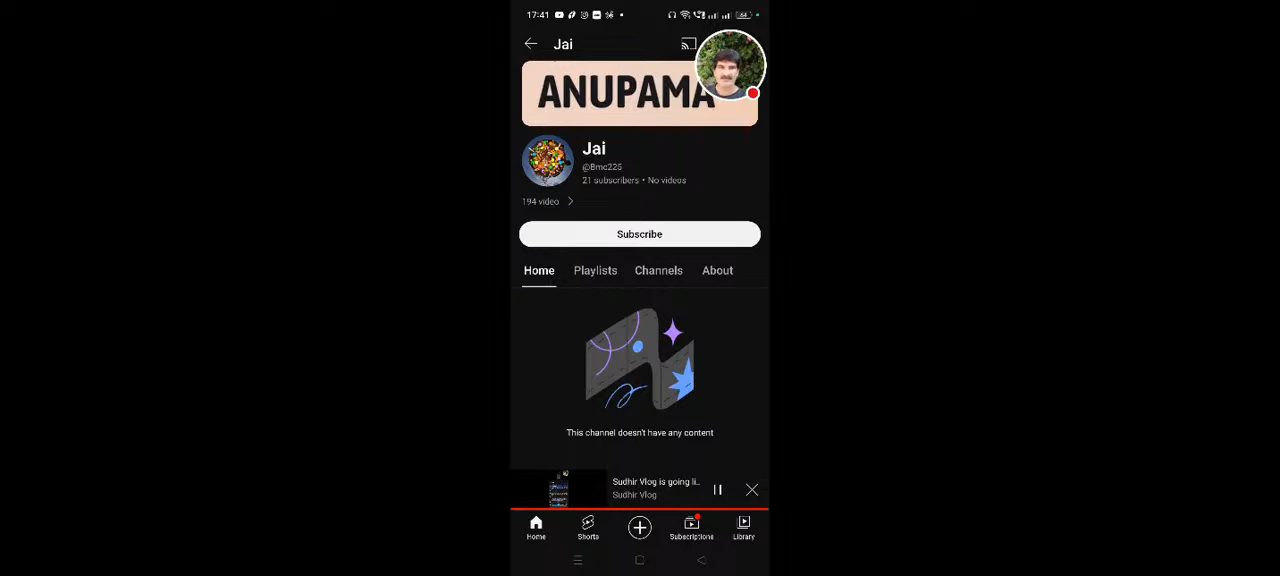 17:41
64
Jai
ANUPAMA
Jai
@Bmc225
21 subscribers • No videos
194 video
Subscribe
Home Playlists Channels About
This channel doesn't have any content
Sudhir Vlog is going li..
Sudhir Vlog
Home Shorts Subscriptions Library